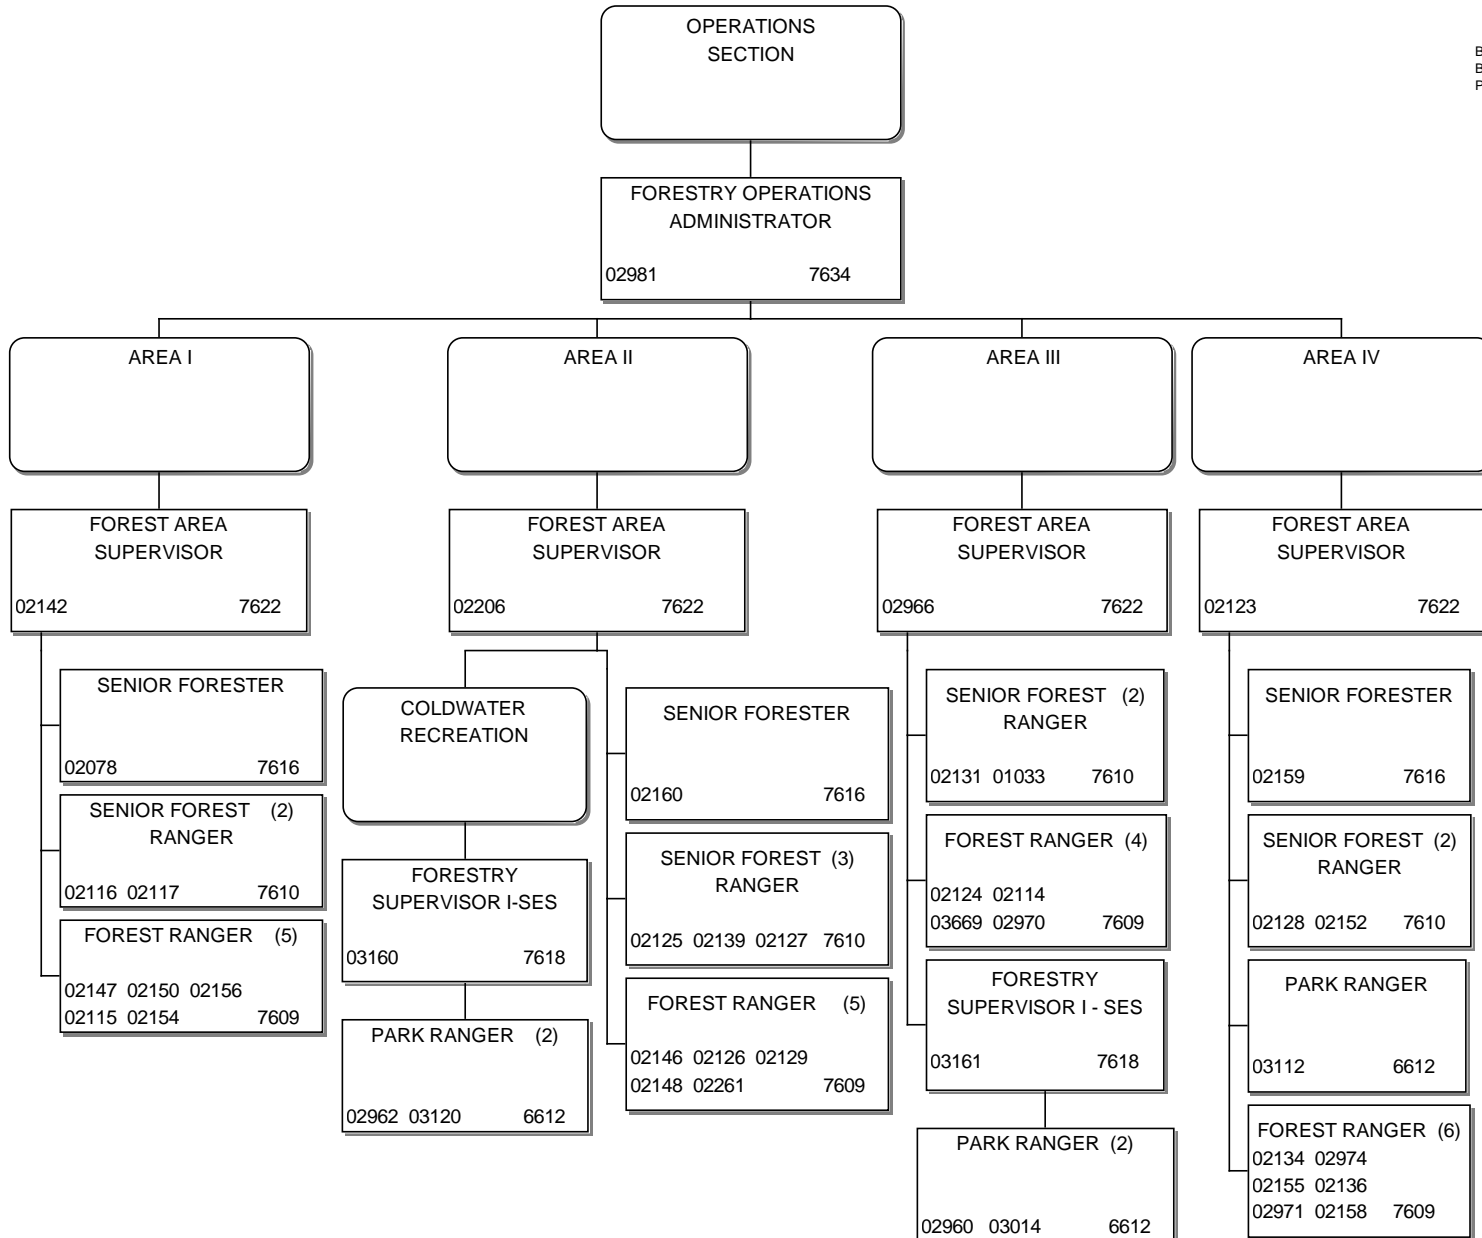 OPERATIONS
SECTION
B
B
P
FORESTRY OPERATIONS
ADMINISTRATOR
02981 7634
AREA I
AREA II
AREA III
AREA IV
FOREST AREA
SUPERVISOR
02142 7622
FOREST AREA
SUPERVISOR
02206 7622
FOREST AREA
SUPERVISOR
02966 7622
FOREST AREA
SUPERVISOR
02123 7622
SENIOR FORESTER
02078 7616
SENIOR FOREST (2)
RANGER
02116 02117 7610
FOREST RANGER (5)
02147 02150 02156
02115 02154 7609
COLDWATER
RECREATION
FORESTRY
SUPERVISOR I-SES
03160 7618
PARK RANGER (2)
02962 03120 6612
SENIOR FORESTER
02160 7616
SENIOR FOREST (3)
RANGER
02125 02139 02127 7610
FOREST RANGER (5)
02146 02126 02129
02148 02261 7609
SENIOR FOREST (2)
RANGER
02131 01033 7610
FOREST RANGER (4)
02124 02114
03669 02970 7609
FORESTRY
SUPERVISOR I - SES
03161 7618
PARK RANGER (2)
02960 03014 6612
SENIOR FORESTER
02159 7616
SENIOR FOREST (2)
RANGER
02128 02152 7610
PARK RANGER
03112 6612
FOREST RANGER (6)
02134 02974
02155 02136
02971 02158 7609